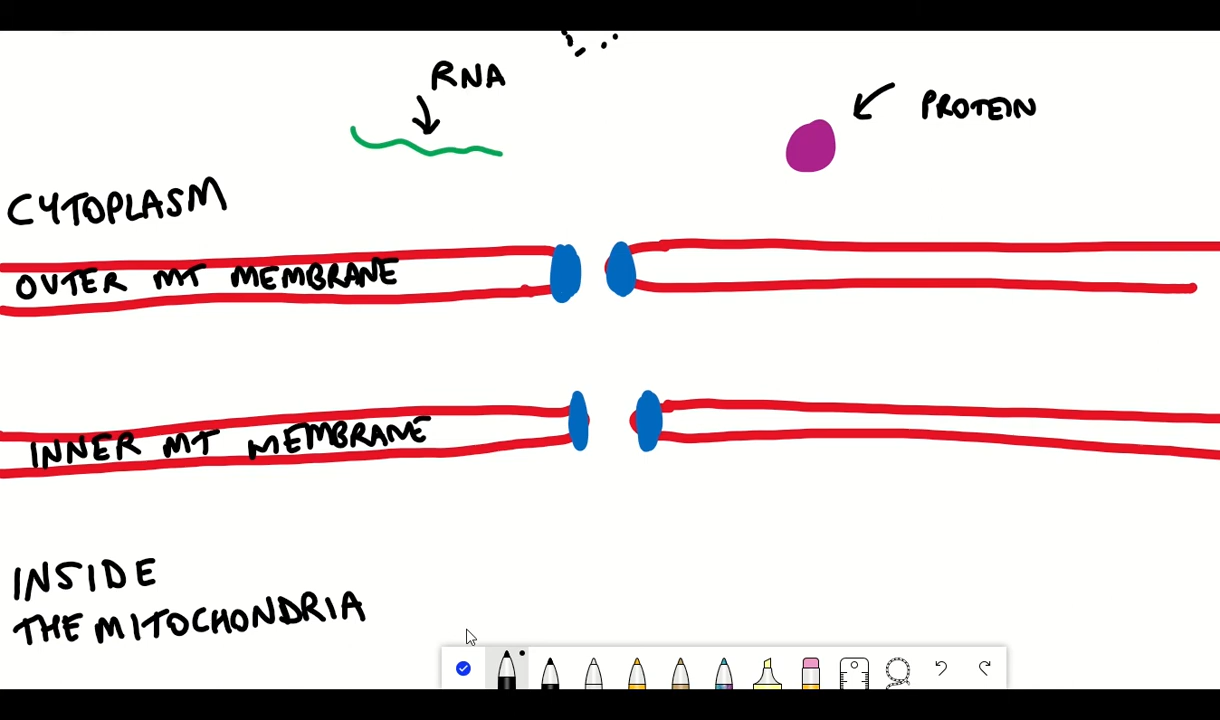 RNA
PROTEIN
CYTOPLASM
OUTER MT MEMBRANE
INNER MT MEMBRANE
INSIDE
THE MITOCHONDRIA